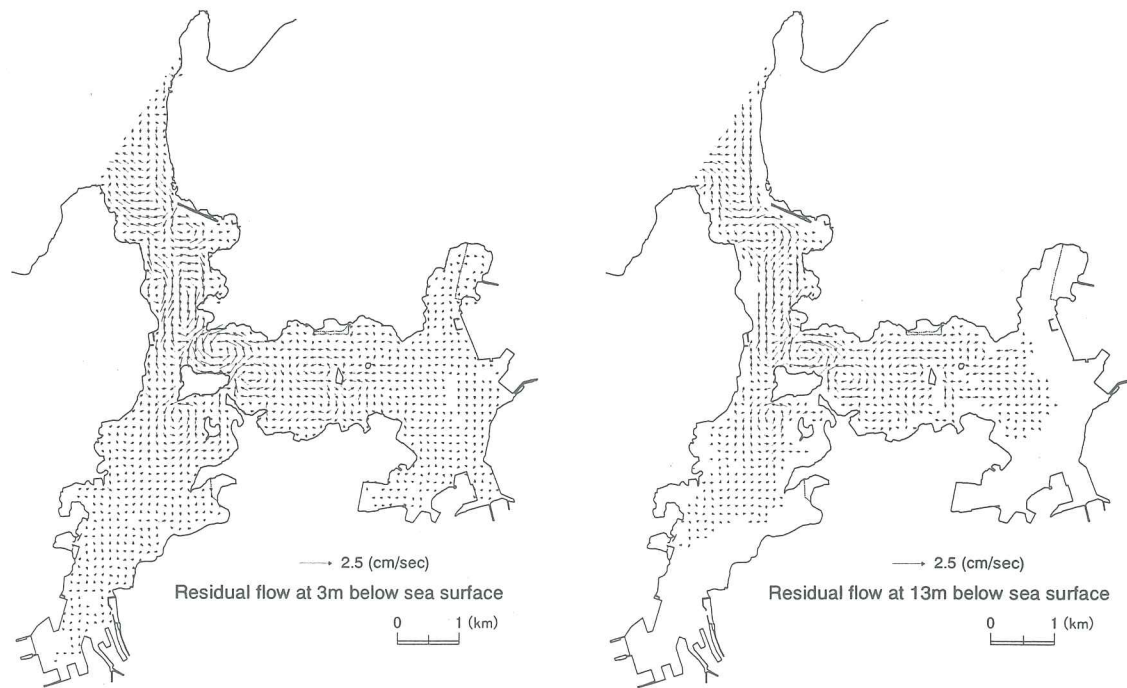 2.5 (cm/sec)
Residual flow at 3m below sea surface
0 1 (km)
2.5 (cm/sec)
Residual flow at 13m below sea surface
0 1 (km)